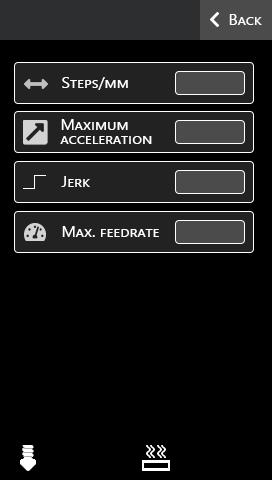 Back
Steps/mm
Maximum
acceleration
Jerk
Max. feedrate